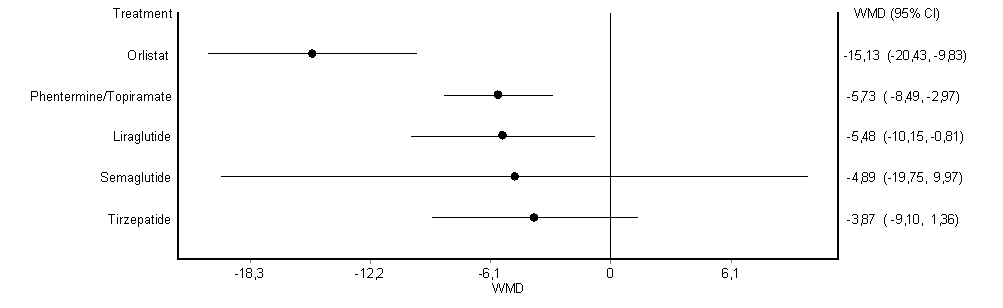 Treatment WMD (95% CI)
Orlistat -15,13 (-20,43, -9,83)
Phentermine/Topiramate -5,73 ( -8,49, -2,97)
Liraglutide -5,48 (-10,15, -0,81)
Semaglutide -4,89 (-19,75, 9,97)
Tirzepatide -3,87 ( -9,10, 1,36)
-18,3 -12,2 -6,1 0 6,1
WMD